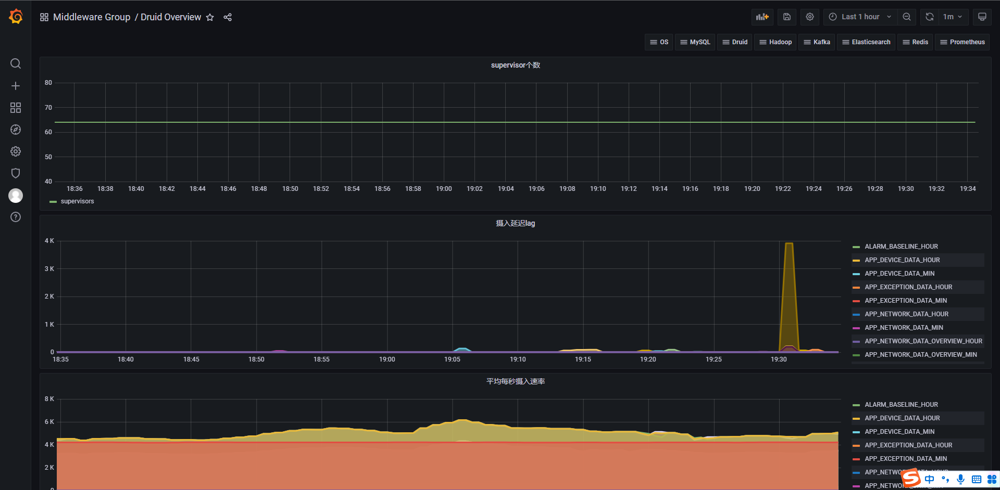 Middleware Group / Druid Overview
Last 1 hour
1m
OS MySQL Druid Hadoop Kafka Elasticsearch Redis Prometheus
supervisor个数
80
70
60
50
40
18:36 18:38 18:40 18:42 18:44 18:46 18:48 18:50 18:52 18:54 18:56 18:58 19:00 19:02 19:04 19:06 19:08 19:10 19:12 19:14 19:16 19:18 19:20 19:22 19:24 19:26 19:28 19:30 19:32 19:34
supervisors
摄入延迟lag
4 K
3 K
2 K
1 K
0
18:35 18:40 18:45 18:50 18:55 19:00 19:05 19:10 19:15 19:20 19:25 19:30
ALARM_BASELINE_HOUR
APP_DEVICE_DATA_HOUR
APP_DEVICE_DATA_MIN
APP_EXCEPTION_DATA_HOUR
APP_EXCEPTION_DATA_MIN
APP_NETWORK_DATA_HOUR
APP_NETWORK_DATA_MIN
APP_NETWORK_DATA_OVERVIEW_HOUR
APP_NETWORK_DATA_OVERVIEW_MIN
平均每秒摄入速率
8 K
6 K
4 K
2 K
0
ALARM_BASELINE_HOUR
APP_DEVICE_DATA_HOUR
APP_DEVICE_DATA_MIN
APP_EXCEPTION_DATA_HOUR
APP_EXCEPTION_DATA_MIN
中